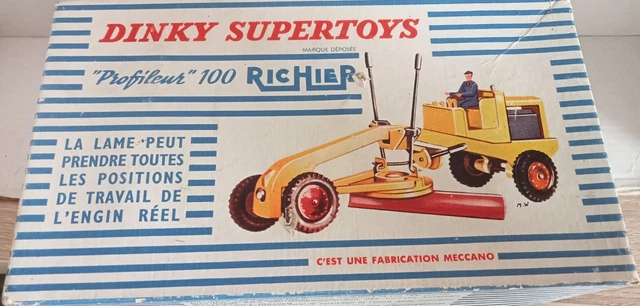 DINKY SUPERTOYS
MARQUE DÉPOSÉE
"Profileur" 100 RICHIER
LA LAME PEUT
PRENDRE TOUTES
LES POSITIONS
DE TRAVAIL DE
L'ENGIN RÉEL
M.W
C'EST UNE FABRICATION MECCANO